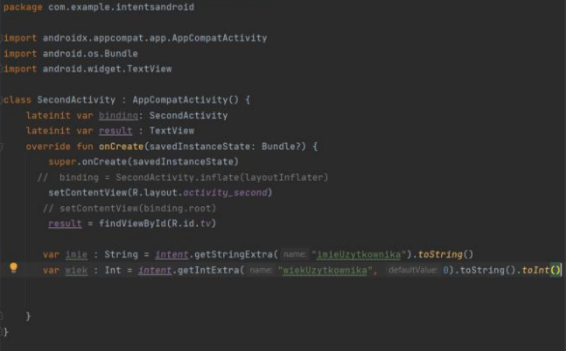 package com.example.intentsandroid
import androidx.appcompat.app.AppCompatActivity
import android.os.Bundle
import android.widget.TextView
class SecondActivity : AppCompatActivity() {
lateinit var binding: SecondActivity
lateinit var result : TextView
override fun onCreate(savedInstanceState: Bundle?) {
super.onCreate(savedInstanceState)
// binding = SecondActivity.inflate(layoutInflater)
setContentView(R.layout.activity_second)
// setContentView(binding.root)
result = findViewById(R.id.tv)
var imie : String = intent.getStringExtra( name: "imieUzytkownika").toString()
var wiek : Int = intent.getIntExtra( name: "wiekUzytkownika", defaultValue: 0).toString().toInt()
}
}